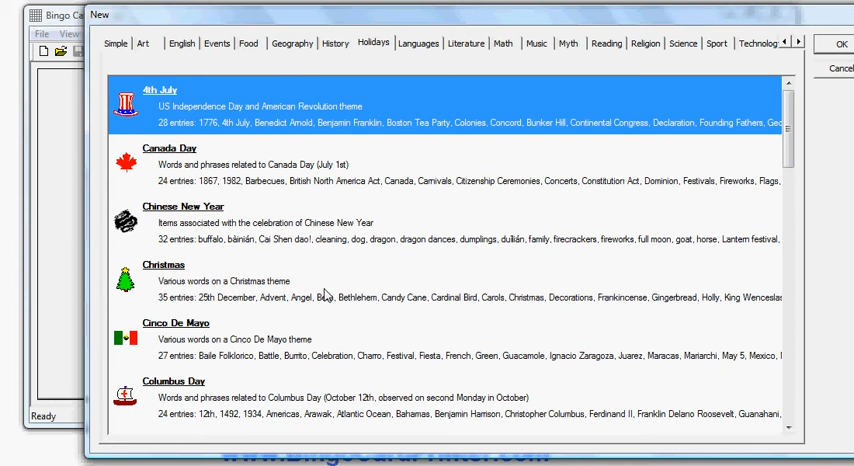 Bingo Ca
New
File View
Simple Art English Events Food Geography History Holidays Languages Literature Math Music Myth Reading Religion Science Sport Technolog
OK
Cancel
4th July
US Independence Day and American Revolution theme
28 entries: 1776, 4th July, Benedict Arnold, Benjamin Franklin, Boston Tea Party, Colonies, Concord, Bunker Hill, Continental Congress, Declaration, Founding Fathers, Geo
Canada Day
Words and phrases related to Canada Day (July 1st)
24 entries: 1867, 1982, Barbecues, British North America Act, Canada, Carnivals, Citizenship Ceremonies, Concerts, Constitution Act, Dominion, Festivals, Fireworks, Flags,
Chinese New Year
Items associated with the celebration of Chinese New Year
32 entries: buffalo, bàinián, Cai Shen dao!, cleaning, dog, dragon, dragon dances, dumplings, duìlián, family, firecrackers, fireworks, full moon, goat, horse, Lantern festival,
Christmas
Various words on a Christmas theme
35 entries: 25th December, Advent, Angel, Bethlehem, Candy Cane, Cardinal Bird, Carols, Christmas, Decorations, Frankincense, Gingerbread, Holly, King Wenceslas
Cinco De Mayo
Various words on a Cinco De Mayo theme
27 entries: Baile Folklorico, Battle, Burrito, Celebration, Charro, Festival, Fiesta, French, Green, Guacamole, Ignacio Zaragoza, Juarez, Maracas, Mariarchi, May 5, Mexico,
Columbus Day
Words and phrases related to Columbus Day (October 12th, observed on second Monday in October)
24 entries: 12th, 1492, 1934, Americas, Arawak, Atlantic Ocean, Bahamas, Benjamin Harrison, Christopher Columbus, Ferdinand II, Franklin Delano Roosevelt, Guanahani,
Ready
www.BingoCardPrinter.com